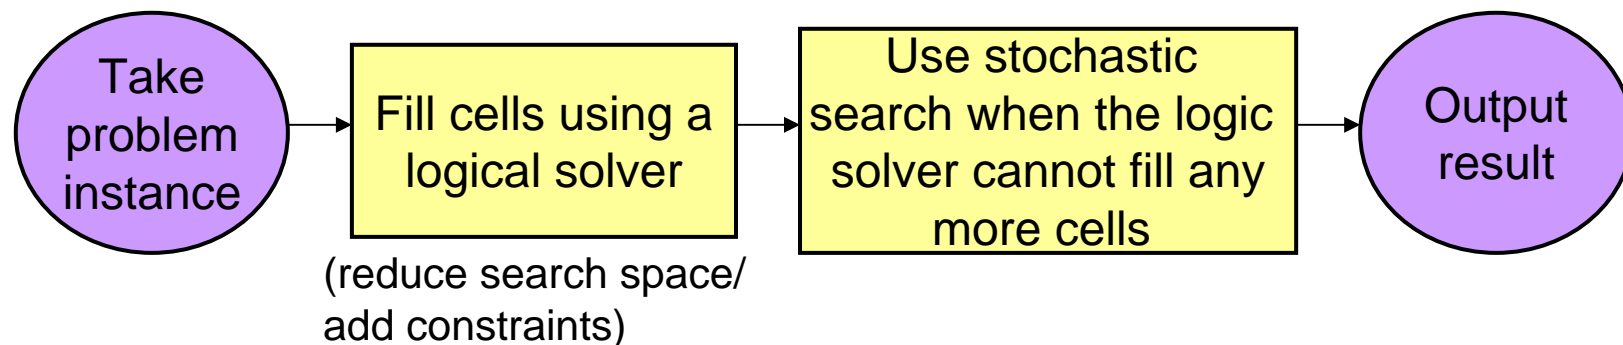 Take
problem
instance
Fill cells using a
logical solver
(reduce search space/
add constraints)
Use stochastic
search when the logic
solver cannot fill any
more cells
Output
result